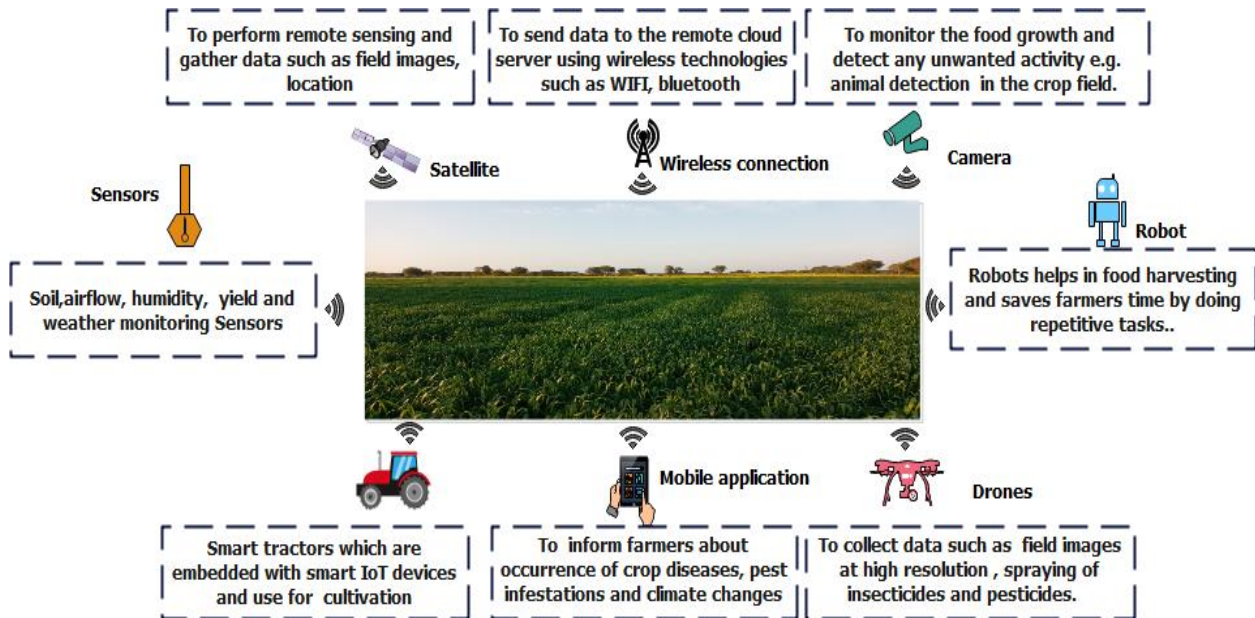 To perform remote sensing and
gather data such as field images,
location
To send data to the remote cloud
server using wireless technologies
such as WIFI, bluetooth
To monitor the food growth and
detect any unwanted activity e.g.
animal detection in the crop field.
Satellite
Wireless connection
Camera
Sensors
Robot
Soil,airflow, humidity, yield and
weather monitoring Sensors
Robots helps in food harvesting
and saves farmers time by doing
repetitive tasks..
Mobile application
Drones
Smart tractors which are
embedded with smart IoT devices
and use for cultivation
To inform farmers about
occurrence of crop diseases, pest
infestations and climate changes
To collect data such as field images
at high resolution , spraying of
insecticides and pesticides.